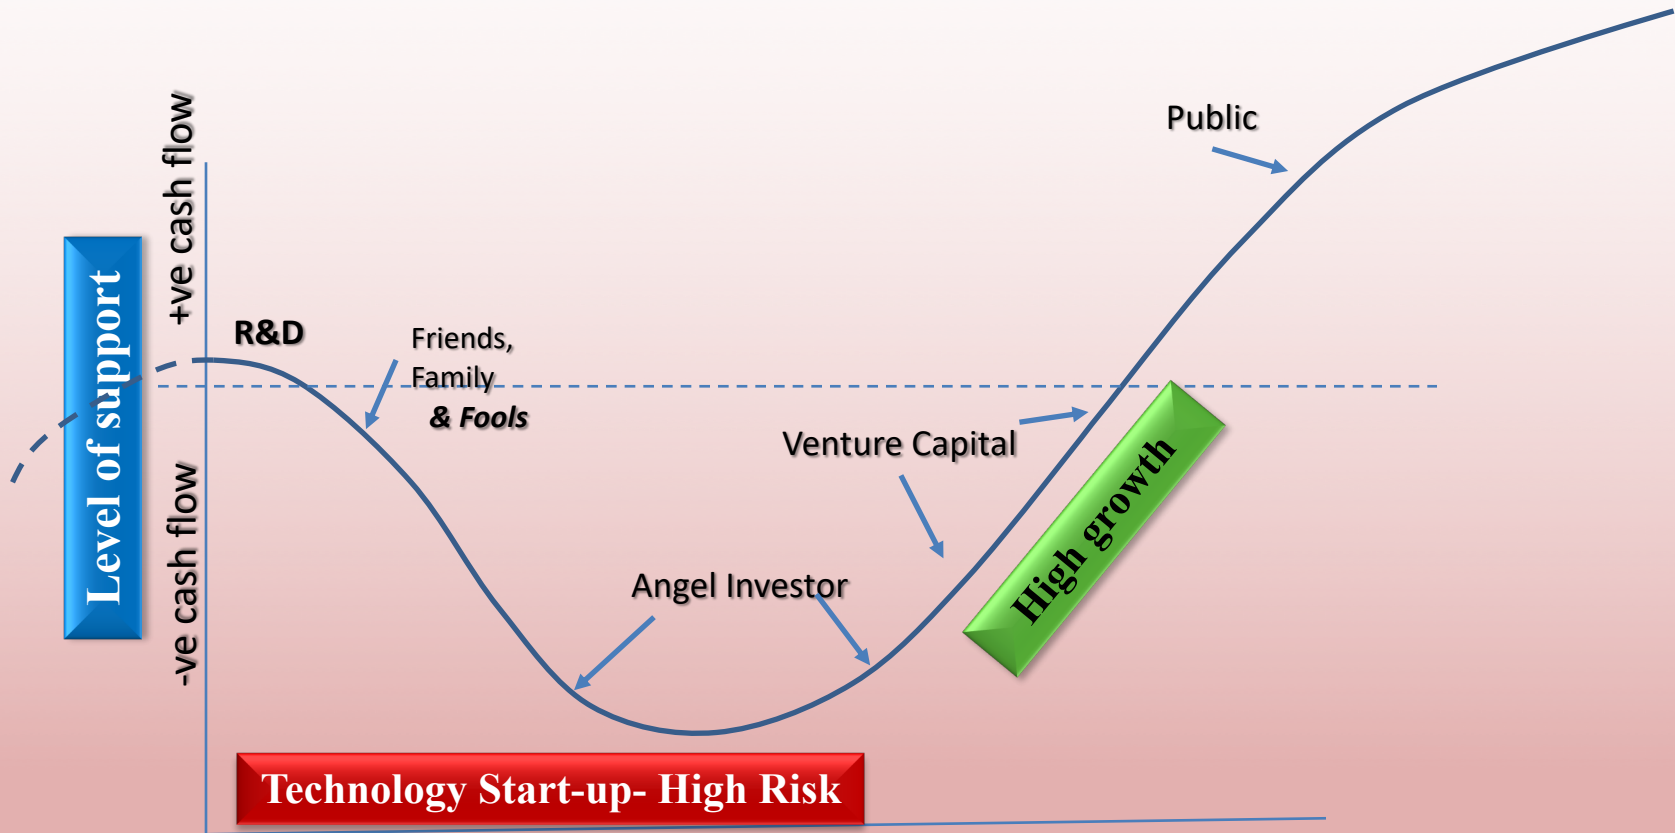 Public
+ve cash flow
Level of support
R&D
Friends,
Family
& Fools
Venture Capital
-ve cash flow
High growth
Angel Investor
Technology Start-up- High Risk